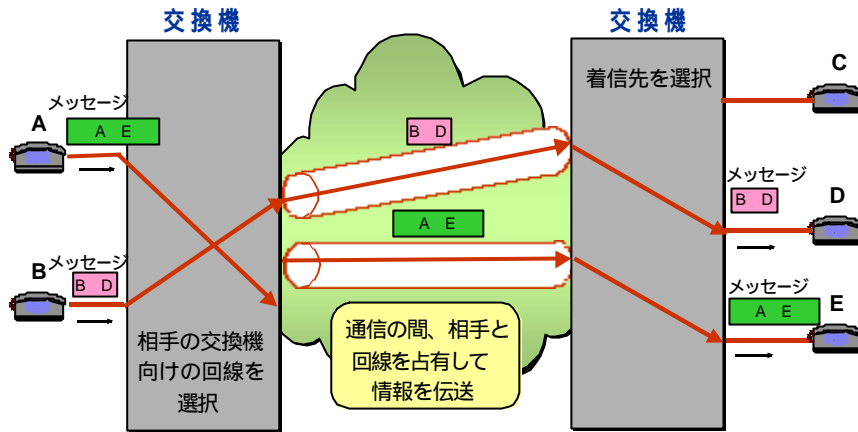 交換機
交換機
メッセージ
A
A E
B D
着信先を選択
C
メッセージ
B D
D
A E
メッセージ
B
B D
メッセージ
A E
E
相手の交換機
向けの回線を
選択
通信の間、相手と
回線を占有して
情報を伝送